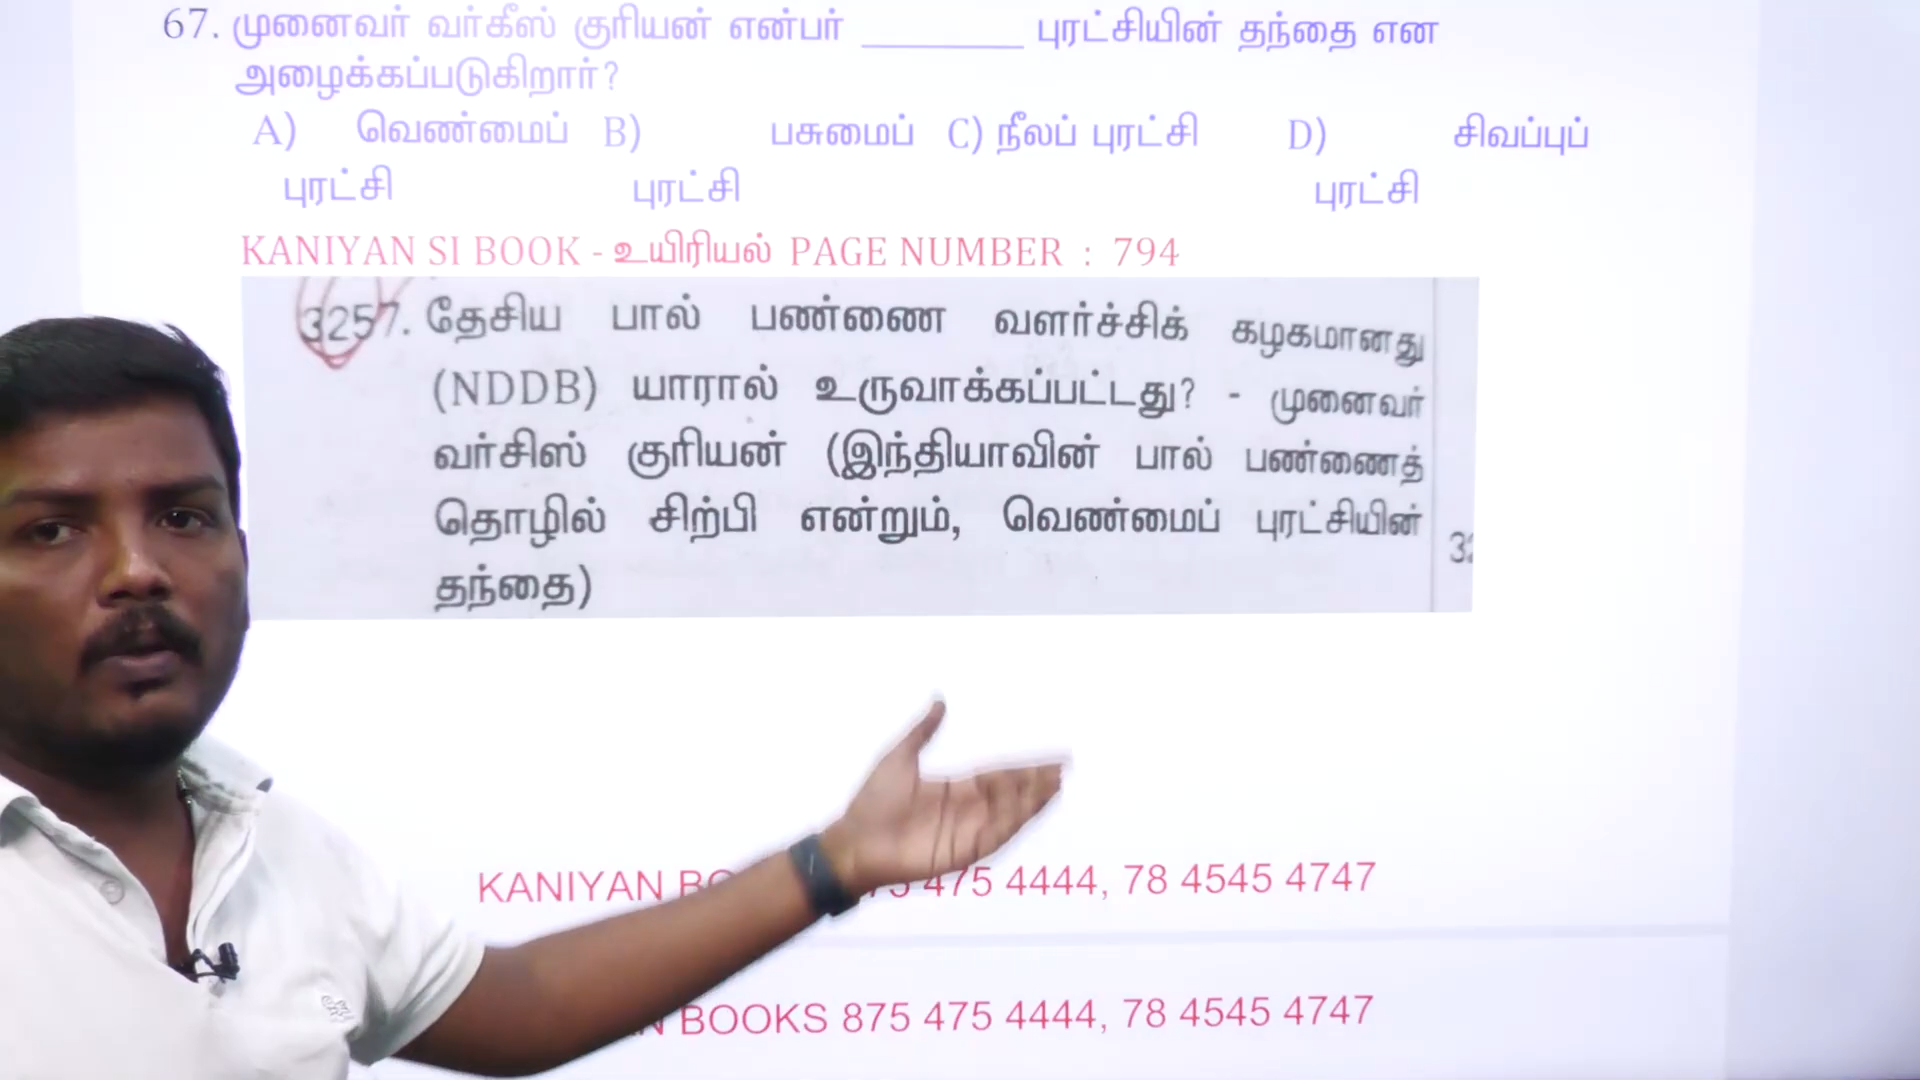 67. முனைவர் வர்கீஸ் குரியன் என்பர் ________ புரட்சியின் தந்தை என
அழைக்கப்படுகிறார்?
A) வெண்மைப் B) பசுமைப் C) நீலப் புரட்சி D) சிவப்புப்
புரட்சி புரட்சி புரட்சி
KANIYAN SI BOOK - உயிரியல் PAGE NUMBER : 794
3257. தேசிய பால் பண்ணை வளர்ச்சிக் கழகமானது
(NDDB) யாரால் உருவாக்கப்பட்டது? - முனைவர்
வர்சிஸ் குரியன் (இந்தியாவின் பால் பண்ணைத்
தொழில் சிற்பி என்றும், வெண்மைப் புரட்சியின்
தந்தை)
KANIYAN 475 4444, 78 4545 4747
BOOKS 875 475 4444, 78 4545 4747